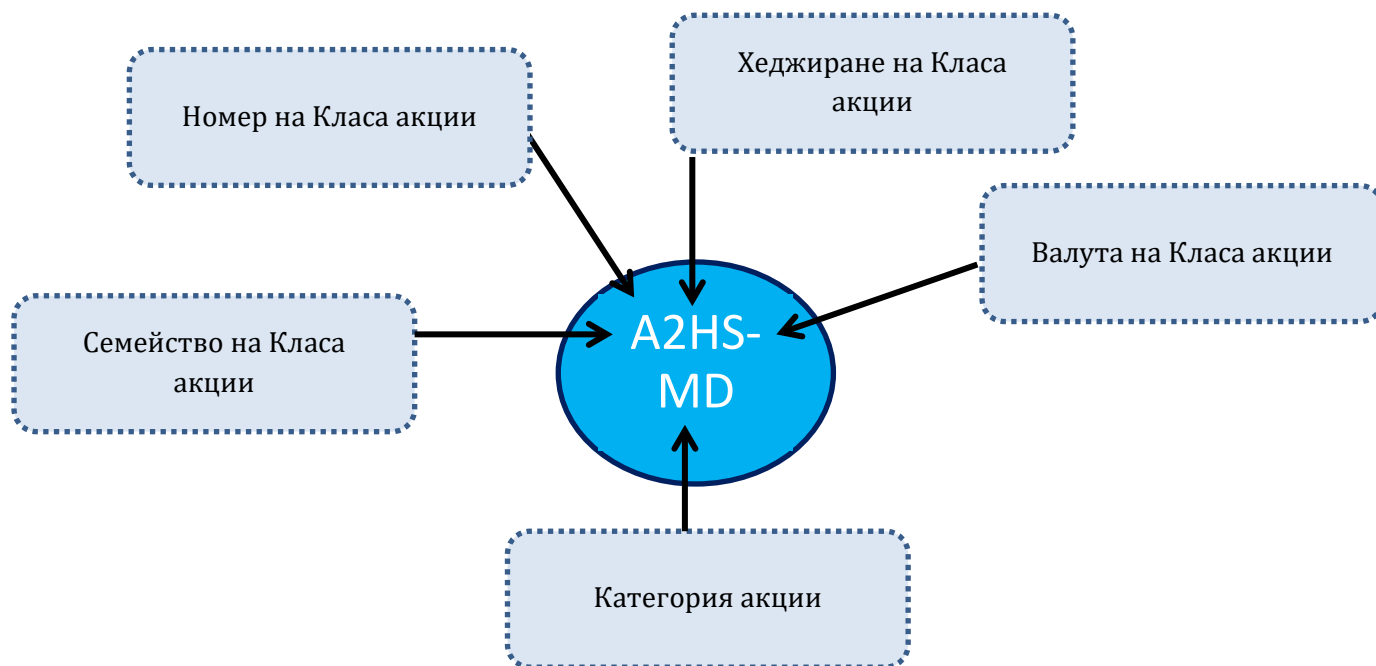 Хеджиране на Класа
акции
Номер на Класа акции
Валута на Класа акции
Семейство на Класа
акции
A2HS-
MD
Категория акции